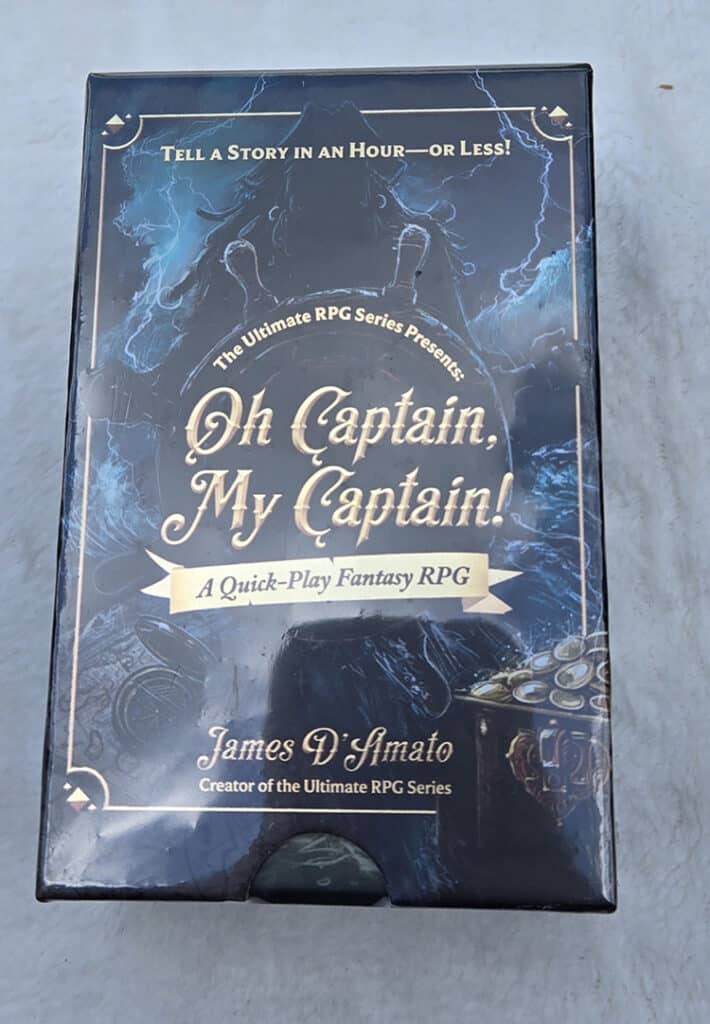 Tell a Story in an Hour—or Less!
The Ultimate RPG Series Presents:
Oh Captain,
My Captain!
A Quick-Play Fantasy RPG
James D'Amato
Creator of the Ultimate RPG Series